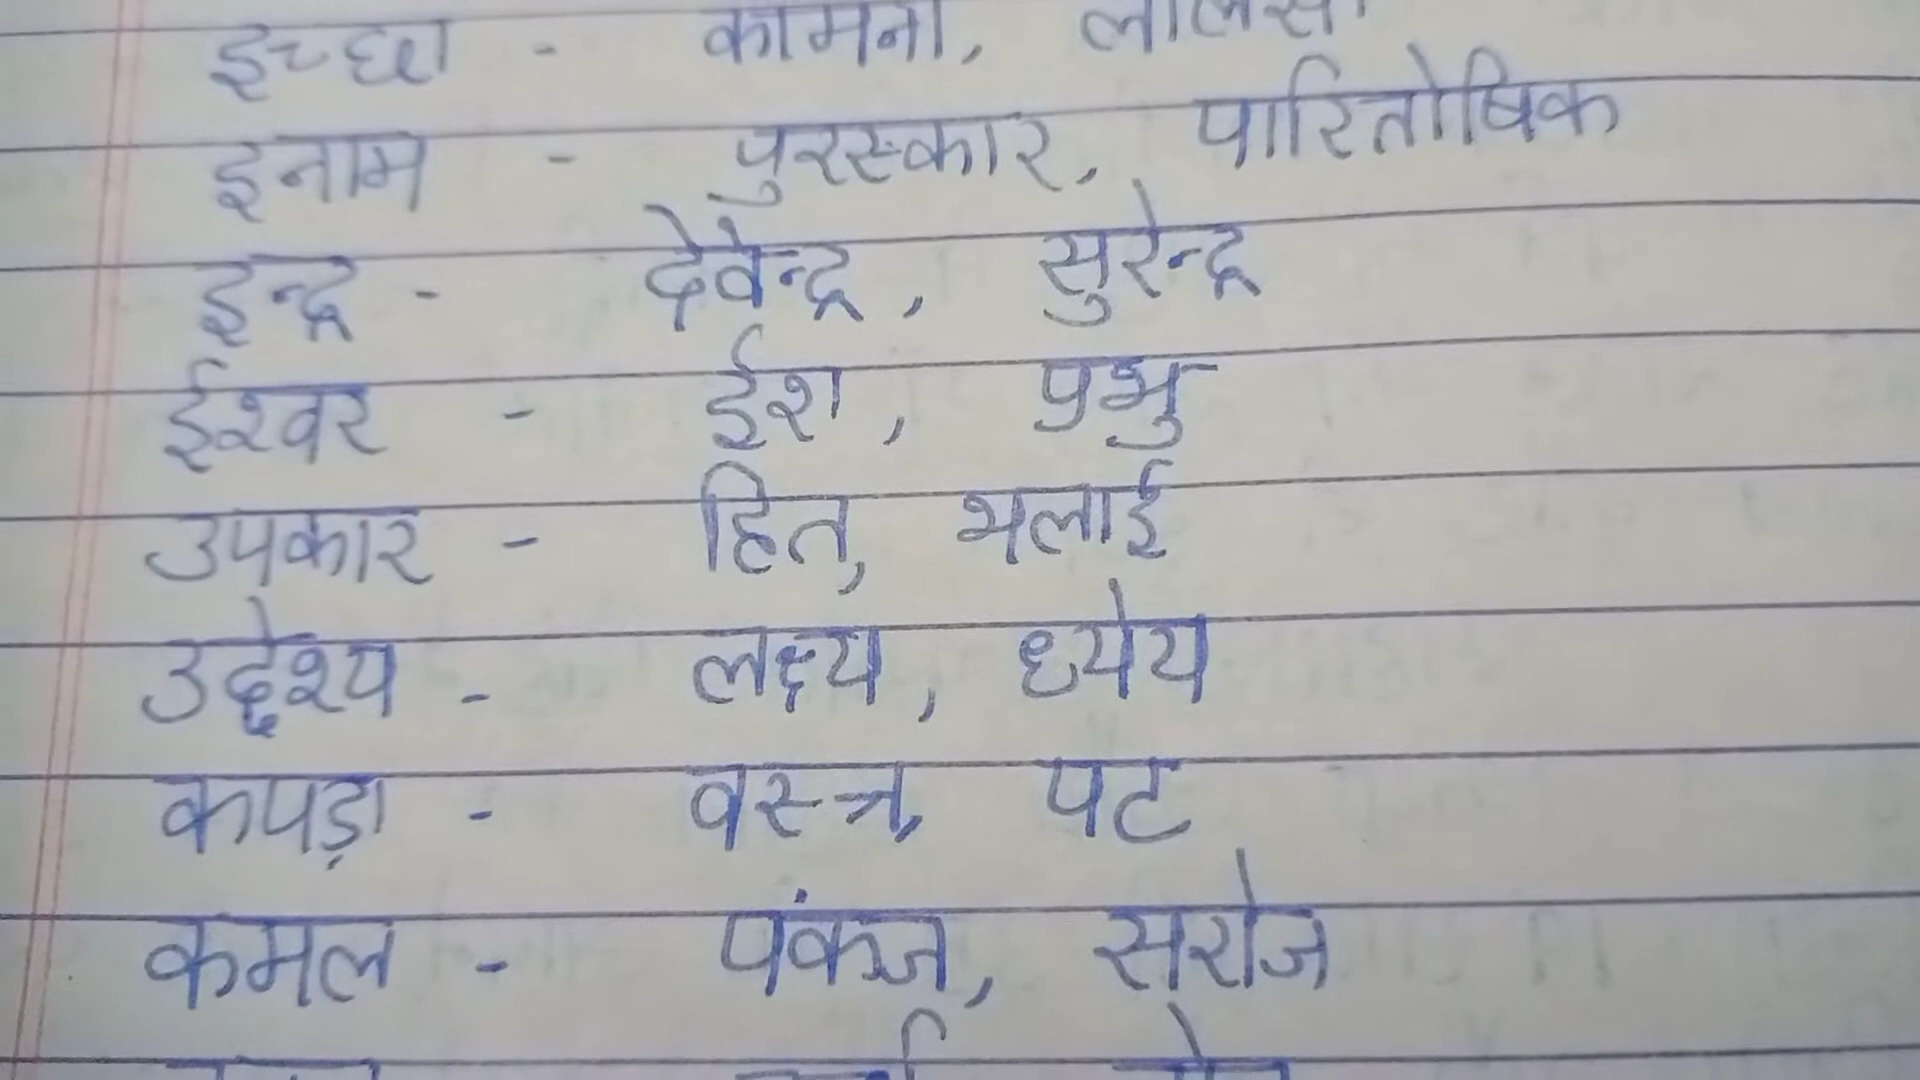 इच्छा - कामना, लालसा
इनाम - पुरस्कार, पारितोषिक
इन्द्र - देवेन्द्र, सुरेन्द्र
ईश्वर - ईश, प्रभु
उपकार - हित, भलाई
उद्देश्य - लक्ष्य, ध्येय
कपड़ा - वस्त्र, पट
कमल - पंकज, सरोज